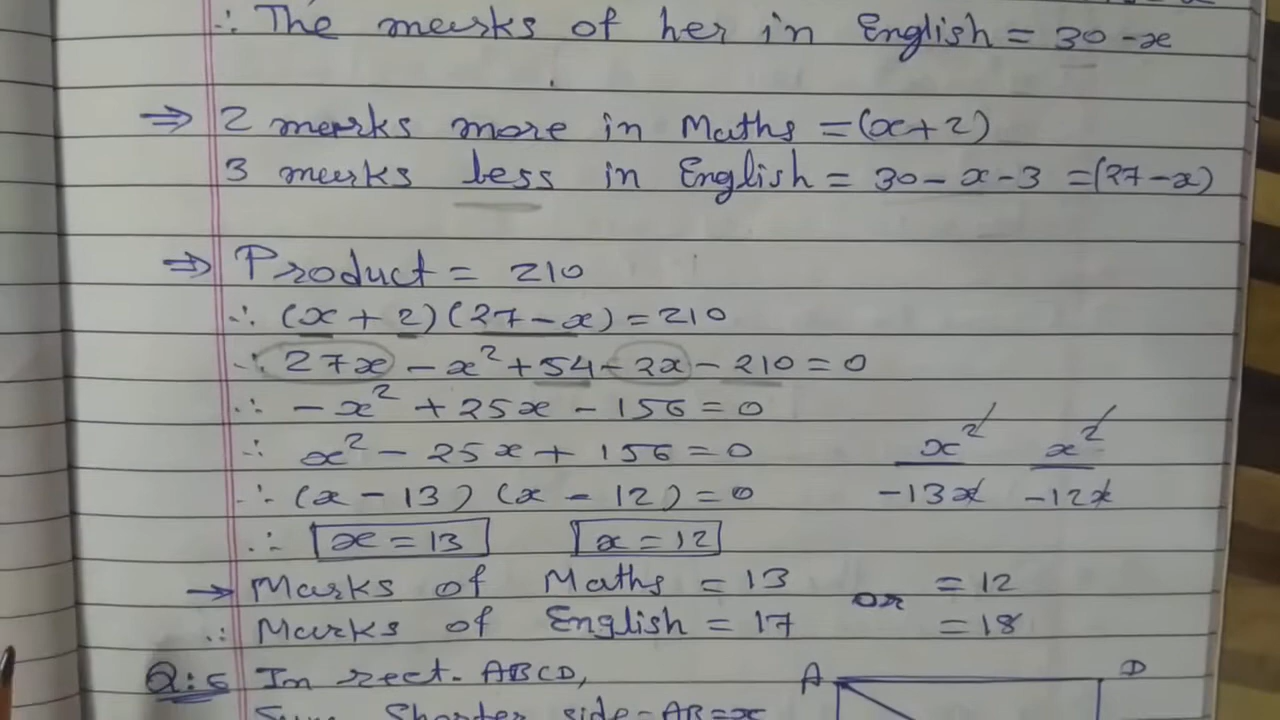 ∴ The marks of her in English = 30 - x
⇒ 2 marks more in Maths = (x+2)
3 marks less in English = 30 - x - 3 = (27 - x)
⇒ Product = 210
∴ (x + 2) (27 - x) = 210
∴ 27x - x² + 54 - 2x - 210 = 0
∴ - x² + 25x - 156 = 0
∴ x² - 25x + 156 = 0
x² x²
∴ (x - 13) (x - 12) = 0
-13x -12x
∴ x = 13 x = 12
→ Marks of Maths = 13 or = 12
∴ Marks of English = 17 = 18
Q:5 In rect. ABCD,
A D
Shorter side - AB = x